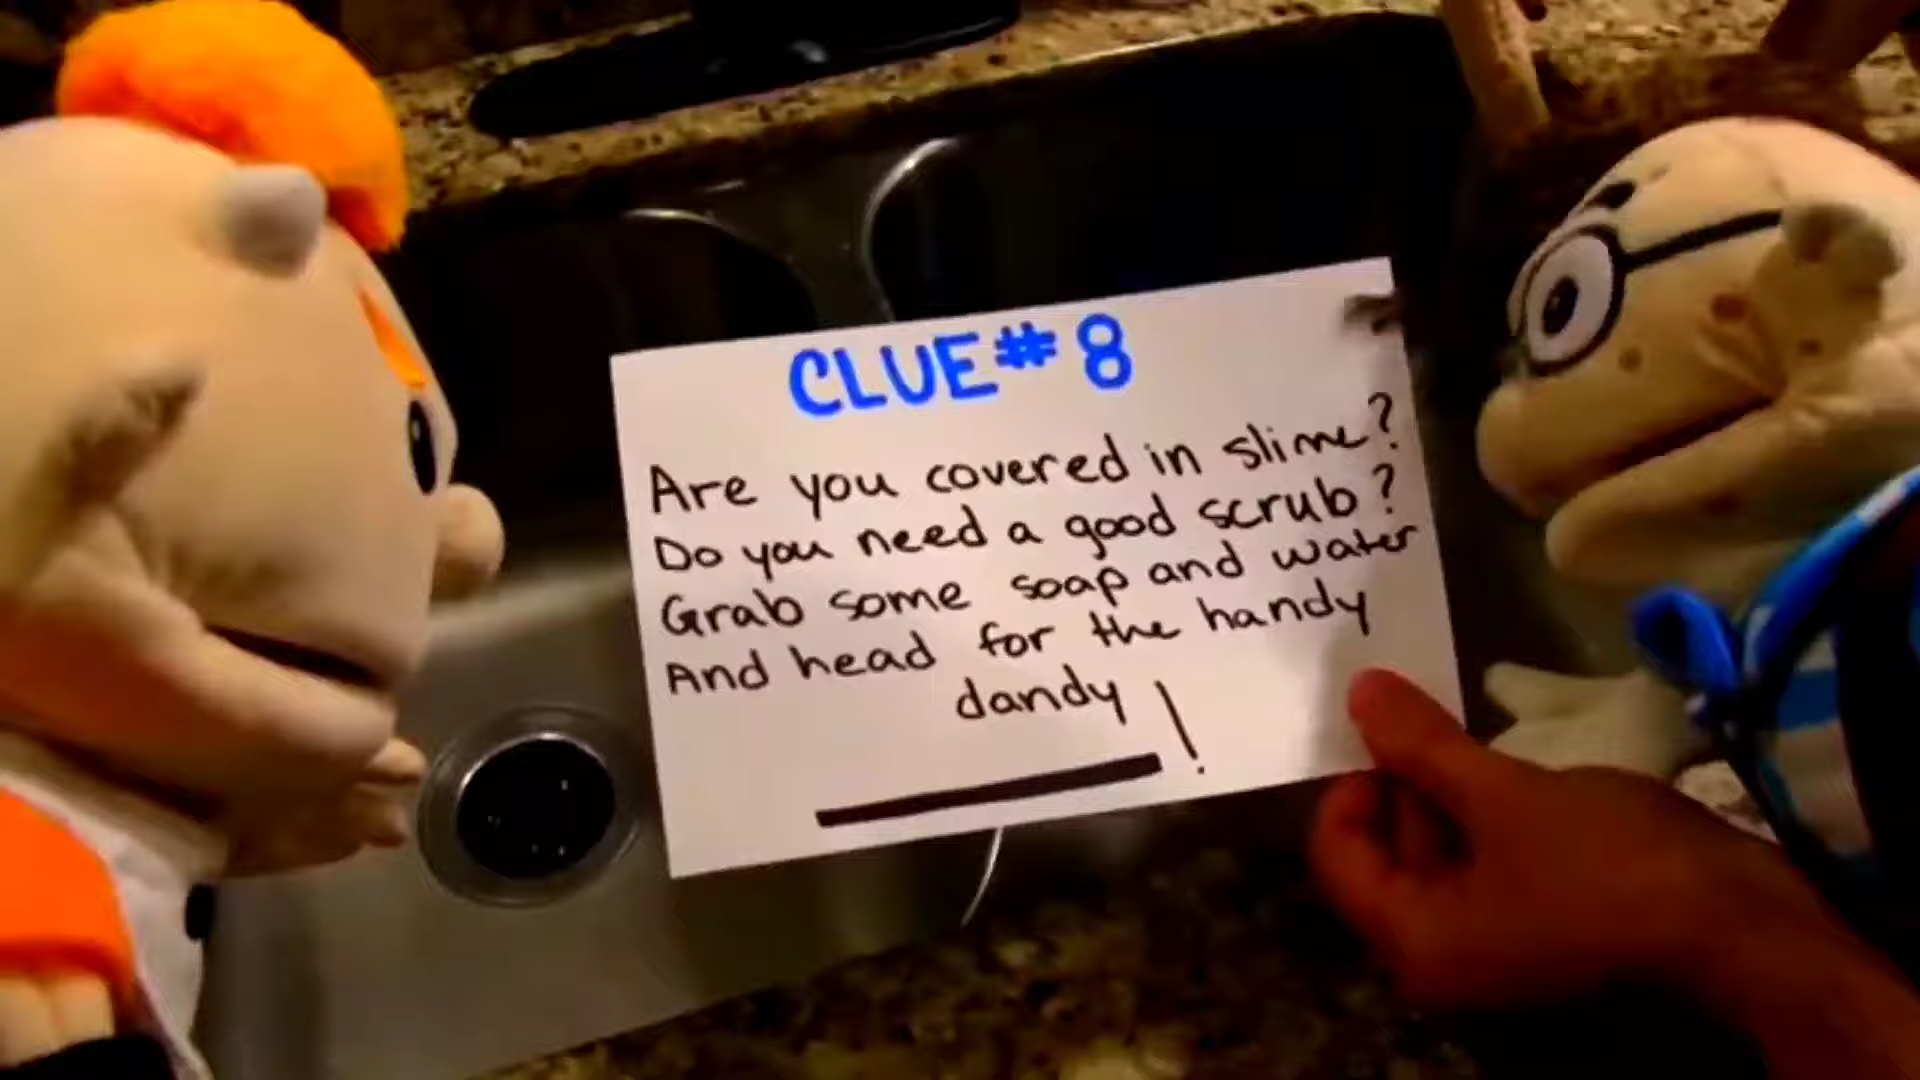 CLUE #8
Are you covered in slime?
Do you need a good scrub?
Grab some soap and water
And head for the handy
dandy !